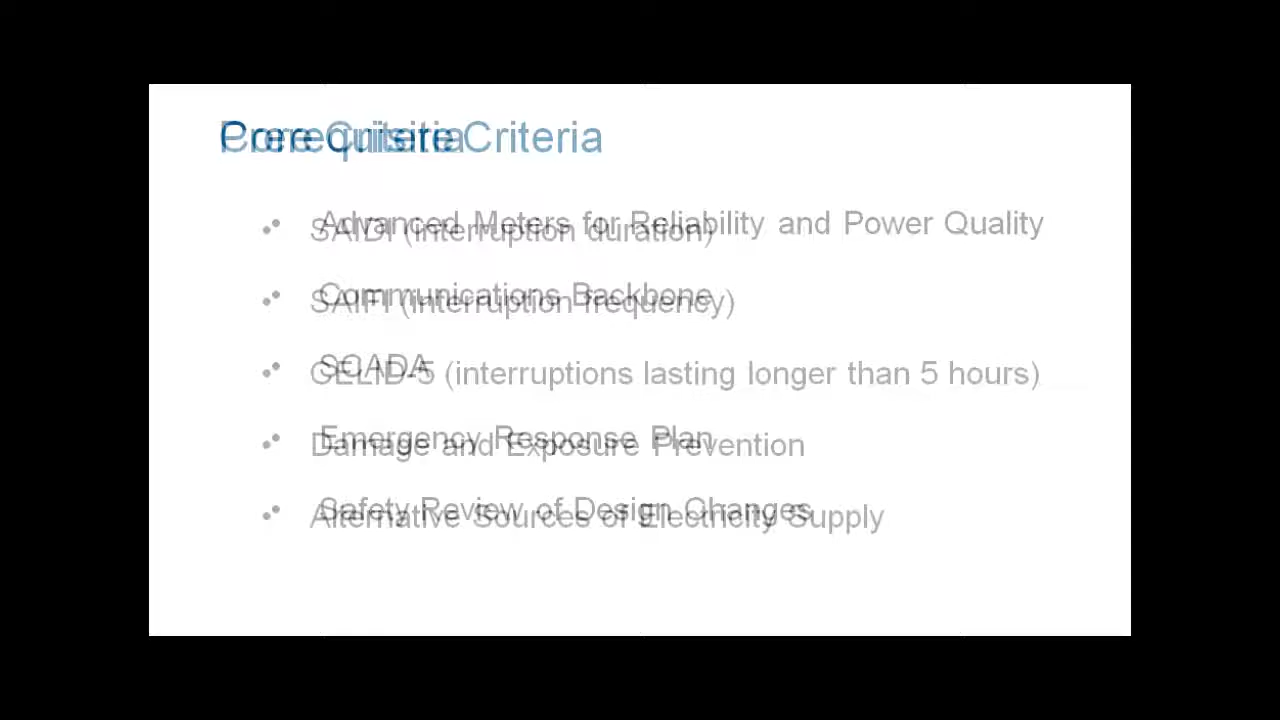 Prerequisite Criteria
Core Criteria
• Advanced Meters for Reliability and Power Quality
• SAIDI (interruption duration)
• Communications Backbone
• SAIFI (interruption frequency)
• SCADA
• CELID-5 (interruptions lasting longer than 5 hours)
• Emergency Response Plan
• Damage and Exposure Prevention
• Safety Review of Design Changes
• Alternative Sources of Electricity Supply